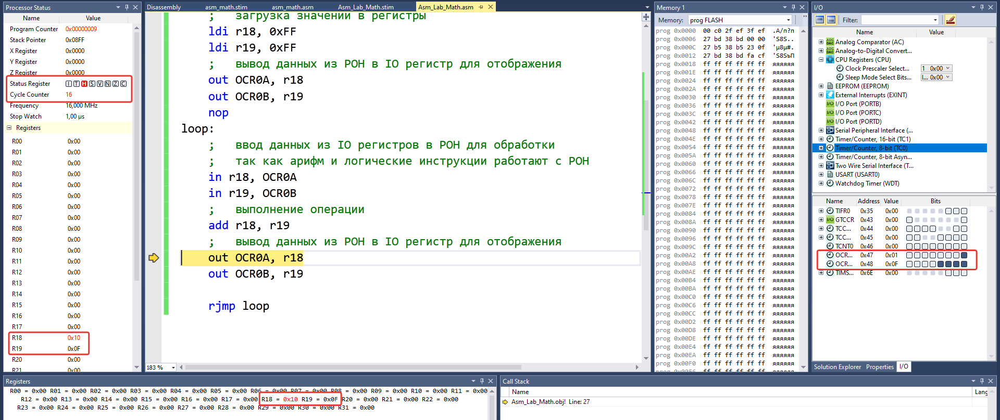 Processor Status
Name Value
Program Counter 0x00000009
Stack Pointer 0x08FF
X Register 0x0000
Y Register 0x0000
Z Register 0x0000
Status Register I T H S V N Z C
Cycle Counter 16
Frequency 16,000 MHz
Stop Watch 1,00 µs
Registers
R00 0x00
R01 0x00
R02 0x00
R03 0x00
R04 0x00
R05 0x00
R06 0x00
R07 0x00
R08 0x00
R09 0x00
R10 0x00
R11 0x00
R12 0x00
R13 0x00
R14 0x00
R15 0x00
R16 0x00
R17 0x00
R18 0x10
R19 0x0F
R20 0x00
R21 0x00
Disassembly asm_math.stim asm_math.asm Asm_Lab_Math.stim Asm_Lab_Math.asm
; загрузка значений в регистры
ldi r18, 0xFF
ldi r19, 0xFF
; вывод данных из РОН в IO регистр для отображения
out OCR0A, r18
out OCR0B, r19
nop
loop:
; ввод данных из IO регистров в РОН для обработки
; так как арифм и логические инструкции работают с РОН
in r18, OCR0A
in r19, OCR0B
; выполнение операции
add r18, r19
; вывод данных из РОН в IO регистр для отображения
out OCR0A, r18
out OCR0B, r19
rjmp loop
183 %
Memory 1
Memory: prog FLASH
prog 0x0000 00 c0 2f ef 3f ef .A/п?п
prog 0x0006 27 bd 38 bd 00 00 'Ѕ8Ѕ..
prog 0x000C 27 b5 38 b5 23 0f 'µ8µ#.
prog 0x0012 27 bd 38 bd fa cf 'Ѕ8ЅъП
prog 0x0018 ff ff ff ff ff ff яяяяяя
prog 0x001E ff ff ff ff ff ff яяяяяя
prog 0x0024 ff ff ff ff ff ff яяяяяя
prog 0x002A ff ff ff ff ff ff яяяяяя
prog 0x0030 ff ff ff ff ff ff яяяяяя
prog 0x0036 ff ff ff ff ff ff яяяяяя
prog 0x003C ff ff ff ff ff ff яяяяяя
prog 0x0042 ff ff ff ff ff ff яяяяяя
prog 0x0048 ff ff ff ff ff ff яяяяяя
prog 0x004E ff ff ff ff ff ff яяяяяя
prog 0x0054 ff ff ff ff ff ff яяяяяя
prog 0x005A ff ff ff ff ff ff яяяяяя
prog 0x0060 ff ff ff ff ff ff яяяяяя
prog 0x0066 ff ff ff ff ff ff яяяяяя
prog 0x006C ff ff ff ff ff ff яяяяяя
prog 0x0072 ff ff ff ff ff ff яяяяяя
prog 0x0078 ff ff ff ff ff ff яяяяяя
prog 0x007E ff ff ff ff ff ff яяяяяя
prog 0x0084 ff ff ff ff ff ff яяяяяя
prog 0x008A ff ff ff ff ff ff яяяяяя
prog 0x0090 ff ff ff ff ff ff яяяяяя
prog 0x0096 ff ff ff ff ff ff яяяяяя
prog 0x009C ff ff ff ff ff ff яяяяяя
prog 0x00A2 ff ff ff ff ff ff яяяяяя
prog 0x00A8 ff ff ff ff ff ff яяяяяя
prog 0x00AE ff ff ff ff ff ff яяяяяя
prog 0x00B4 ff ff ff ff ff ff яяяяяя
prog 0x00BA ff ff ff ff ff ff яяяяяя
prog 0x00C0 ff ff ff ff ff ff яяяяяя
prog 0x00C6 ff ff ff ff ff ff яяяяяя
prog 0x00CC ff ff ff ff ff ff яяяяяя
prog 0x00D2 ff ff ff ff ff ff яяяяяя
prog 0x00D8 ff ff ff ff ff ff яяяяяя
prog 0x00DE ff ff ff ff ff ff яяяяяя
prog 0x00E4 ff ff ff ff ff ff яяяяяя
prog 0x00EA ff ff ff ff ff ff яяяяяя
prog 0x00F0 ff ff ff ff ff ff яяяяяя
prog 0x00F6 ff ff ff ff ff ff яяяяяя
I/O
Filter:
Name Value
Analog Comparator (AC)
Analog-to-Digital Convert...
CPU Registers (CPU)
Clock Prescaler Select... 1 0x00
Sleep Mode Select Bits... I... 0x00
EEPROM (EEPROM)
External Interrupts (EXINT)
I/O Port (PORTB)
I/O Port (PORTC)
I/O Port (PORTD)
Serial Peripheral Interface (...
Timer/Counter, 16-bit (TC1)
Timer/Counter, 8-bit (TC0)
Timer/Counter, 8-bit Asyn...
Two Wire Serial Interface (T...
USART (USART0)
Watchdog Timer (WDT)
Name Address Value Bits
TIFR0 0x35 0x00
GTCCR 0x43 0x00
TCC... 0x44 0x00
TCC... 0x45 0x00
TCNT0 0x46 0x00
OCR... 0x47 0x01
OCR... 0x48 0x0F
TIMS... 0x6E 0x00
Solution Explorer Properties I/O
Registers
R00 = 0x00 R01 = 0x00 R02 = 0x00 R03 = 0x00 R04 = 0x00 R05 = 0x00 R06 = 0x00 R07 = 0x00 R08 = 0x00 R09 = 0x00 R10 = 0x00 R11 = 0x00
R12 = 0x00 R13 = 0x00 R14 = 0x00 R15 = 0x00 R16 = 0x00 R17 = 0x00 R18 = 0x10 R19 = 0x0F R20 = 0x00 R21 = 0x00 R22 = 0x00
R23 = 0x00 R24 = 0x00 R25 = 0x00 R26 = 0x00 R27 = 0x00 R28 = 0x00 R29 = 0x00 R30 = 0x00 R31 = 0x00
Call Stack
Name Lang
Asm_Lab_Math.obj! Line: 27